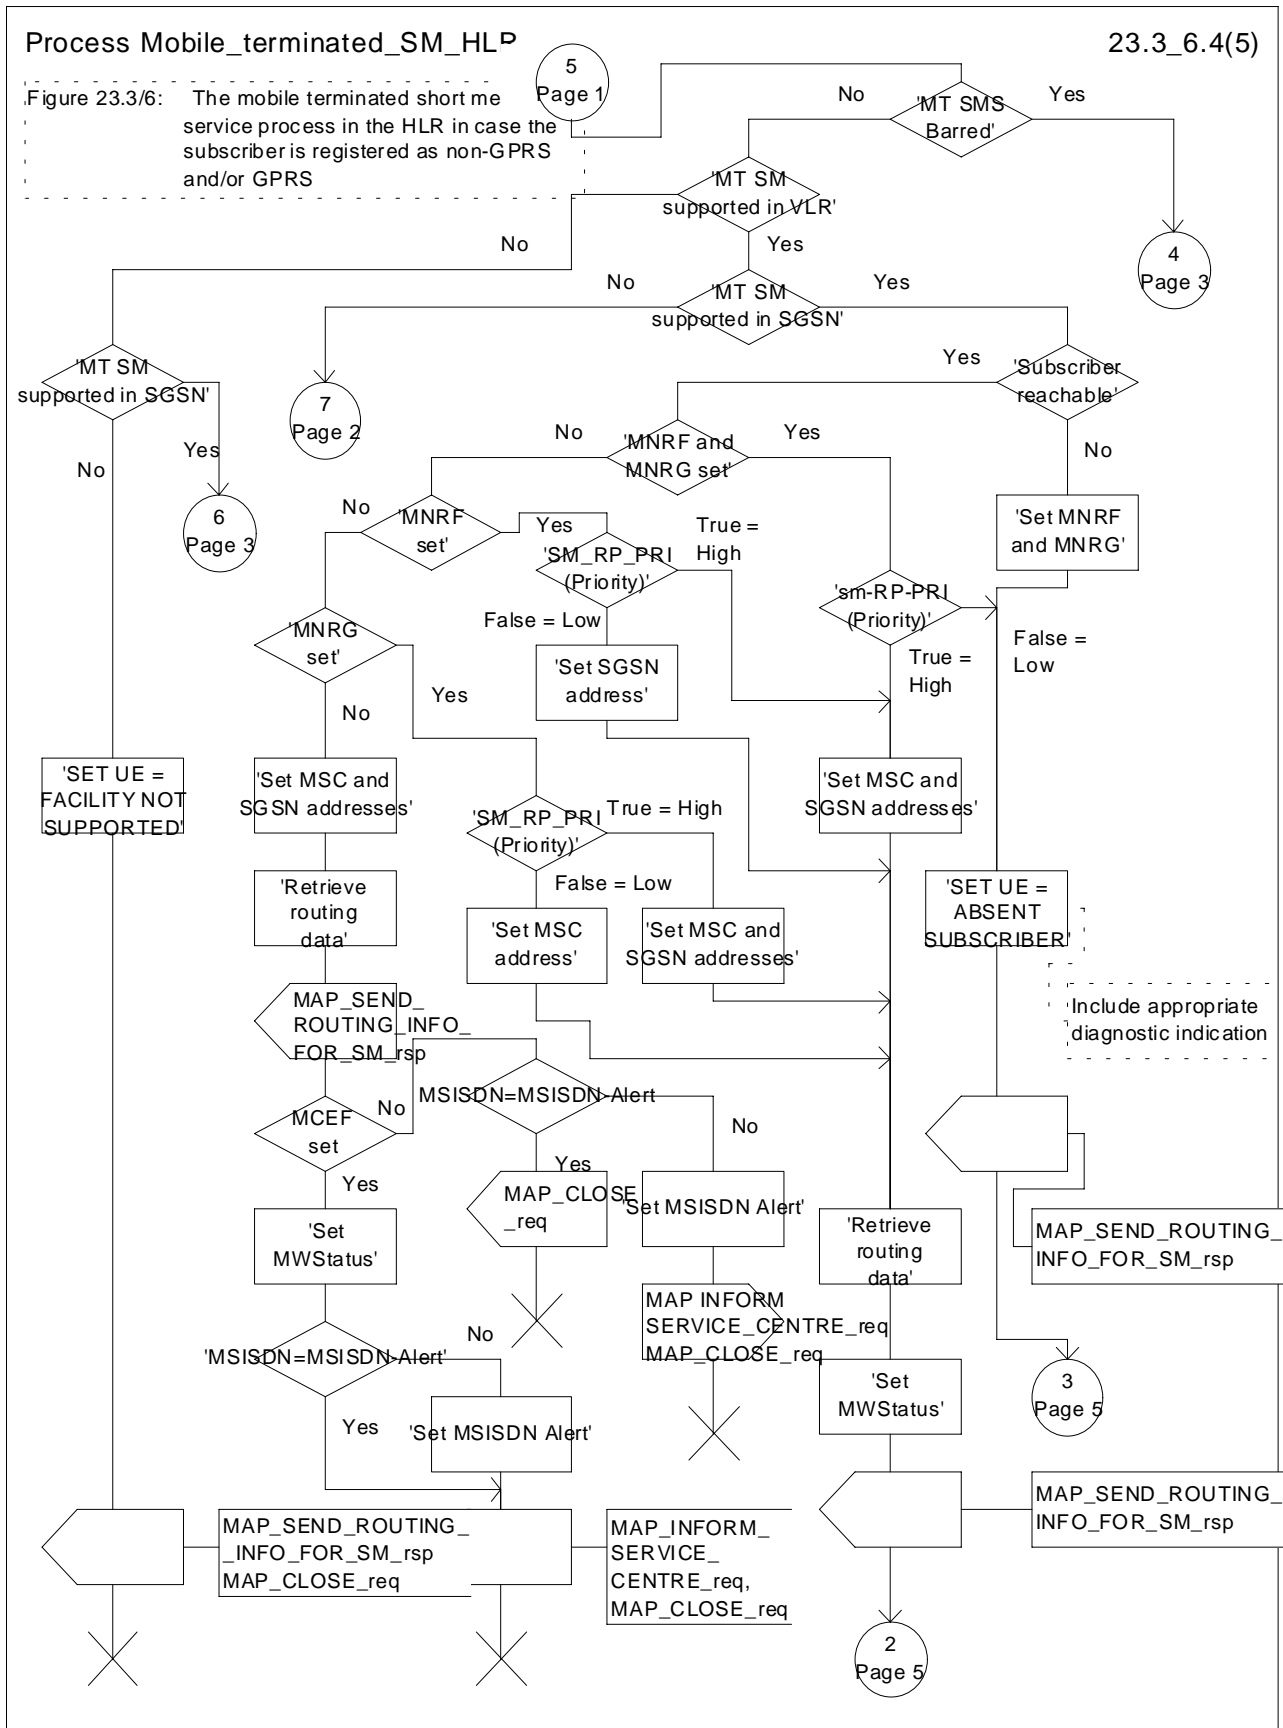 Process Mobile_terminated_SM_HLR
23.3_6.4(5)
5
Page 1
Figure 23.3/6: The mobile terminated short me
service process in the HLR in case the
subscriber is registered as non-GPRS
and/or GPRS
No
'MT SMS
Barred'
Yes
'MT SM
supported in VLR'
No
Yes
4
Page 3
No
'MT SM
supported in SGSN'
Yes
'MT SM
supported in SGSN'
Yes
'Subscriber
reachable'
7
Page 2
No
'MNRF and
MNRG set'
Yes
No
Yes
No
6
Page 3
No
'MNRF
set'
Yes
True =
High
'Set MNRF
and MNRG'
'SM_RP_PRI
(Priority)'
'sm-RP-PRI
(Priority)'
False = Low
False =
Low
'MNRG
set'
True =
High
'Set SGSN
address'
Yes
No
'SET UE =
FACILITY NOT
SUPPORTED'
'Set MSC and
SGSN addresses'
'SM_RP_PRI
(Priority)'
True = High
'Set MSC and
SGSN addresses'
False = Low
'Retrieve
routing
data'
'SET UE =
ABSENT
SUBSCRIBER'
'Set MSC
address'
'Set MSC and
SGSN addresses'
MAP_SEND_
ROUTING_INFO_
FOR_SM_rsp
Include appropriate
diagnostic indication
MCEF
set
No
MSISDN=MSISDN-Alert
No
Yes
Yes
MAP_CLOSE
_req
'Set MSISDN Alert'
'Set
MWStatus'
'Retrieve
routing
data'
MAP_SEND_ROUTING_
INFO_FOR_SM_rsp
MAP INFORM
SERVICE_CENTRE_req
MAP_CLOSE_req
No
'MSISDN=MSISDN-Alert'
'Set
MWStatus'
3
Page 5
Yes
'Set MSISDN Alert'
MAP_SEND_ROUTING_
INFO_FOR_SM_rsp
MAP_SEND_ROUTING_
_INFO_FOR_SM_rsp
MAP_CLOSE_req
MAP_INFORM_
SERVICE_
CENTRE_req,
MAP_CLOSE_req
2
Page 5